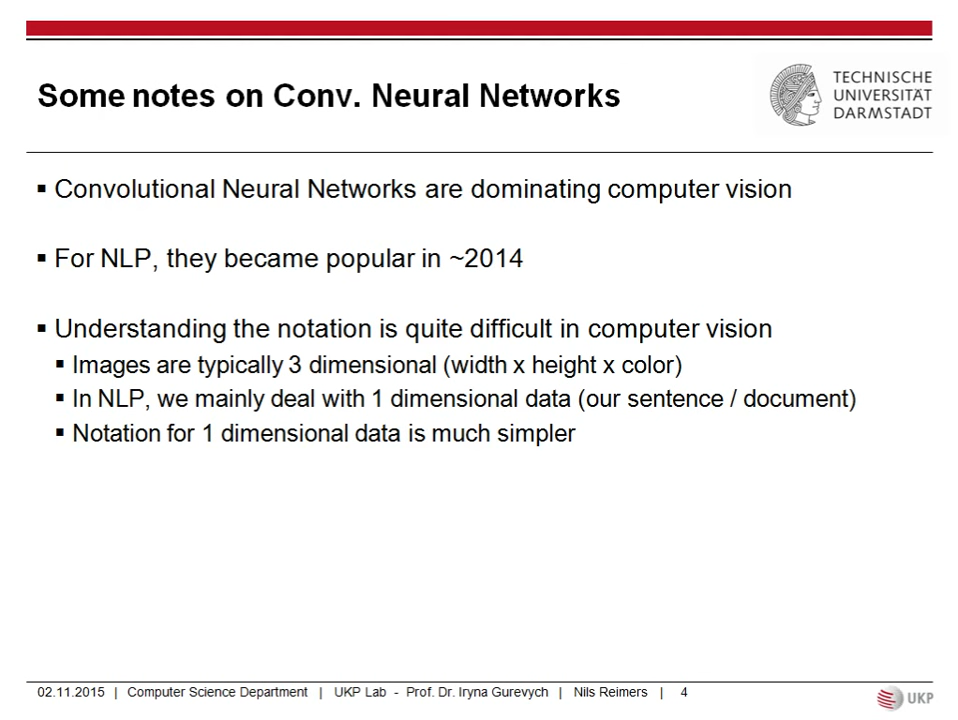 Some notes on Conv. Neural Networks
TECHNISCHE
UNIVERSITÄT
DARMSTADT
▪ Convolutional Neural Networks are dominating computer vision
▪ For NLP, they became popular in ~2014
▪ Understanding the notation is quite difficult in computer vision
▪ Images are typically 3 dimensional (width x height x color)
▪ In NLP, we mainly deal with 1 dimensional data (our sentence / document)
▪ Notation for 1 dimensional data is much simpler
02.11.2015 | Computer Science Department | UKP Lab - Prof. Dr. Iryna Gurevych | Nils Reimers | 4
UKP